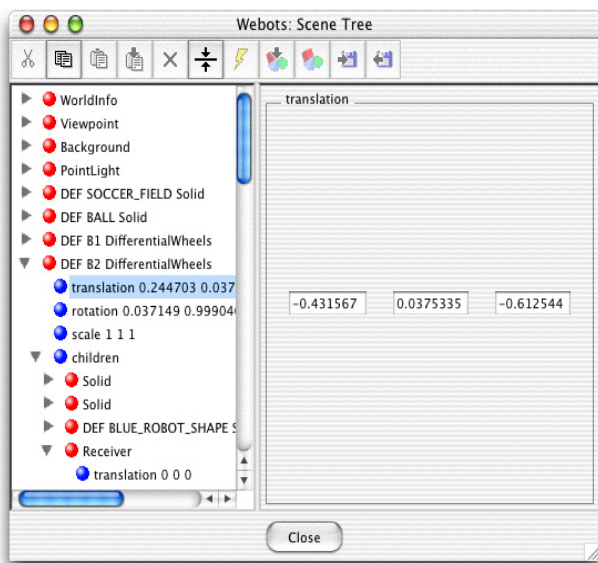 Webots: Scene Tree
WorldInfo
Viewpoint
Background
PointLight
DEF SOCCER_FIELD Solid
DEF BALL Solid
DEF B1 DifferentialWheels
DEF B2 DifferentialWheels
translation 0.244703 0.037
rotation 0.037149 0.99904
scale 1 1 1
children
Solid
Solid
DEF BLUE_ROBOT_SHAPE S
Receiver
translation 0 0 0
translation
-0.431567 0.0375335 -0.612544
Close